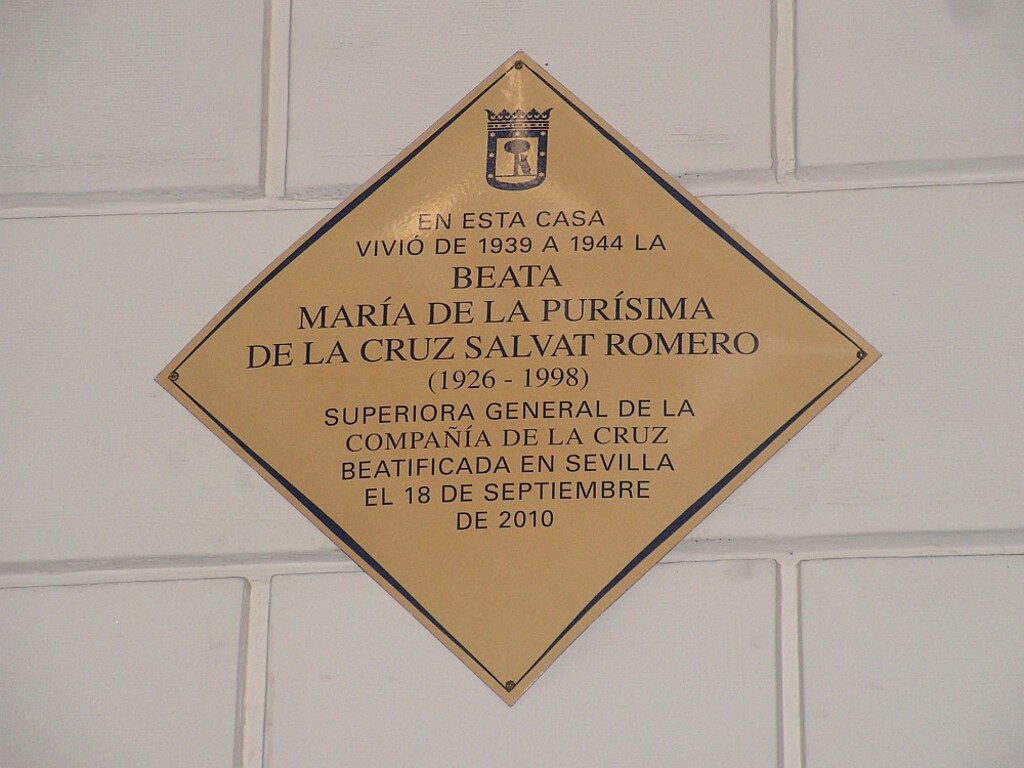 EN ESTA CASA
VIVIÓ DE 1939 A 1944 LA
BEATA
MARÍA DE LA PURÍSIMA
DE LA CRUZ SALVAT ROMERO
(1926 - 1998)
SUPERIORA GENERAL DE LA
COMPAÑÍA DE LA CRUZ
BEATIFICADA EN SEVILLA
EL 18 DE SEPTIEMBRE
DE 2010